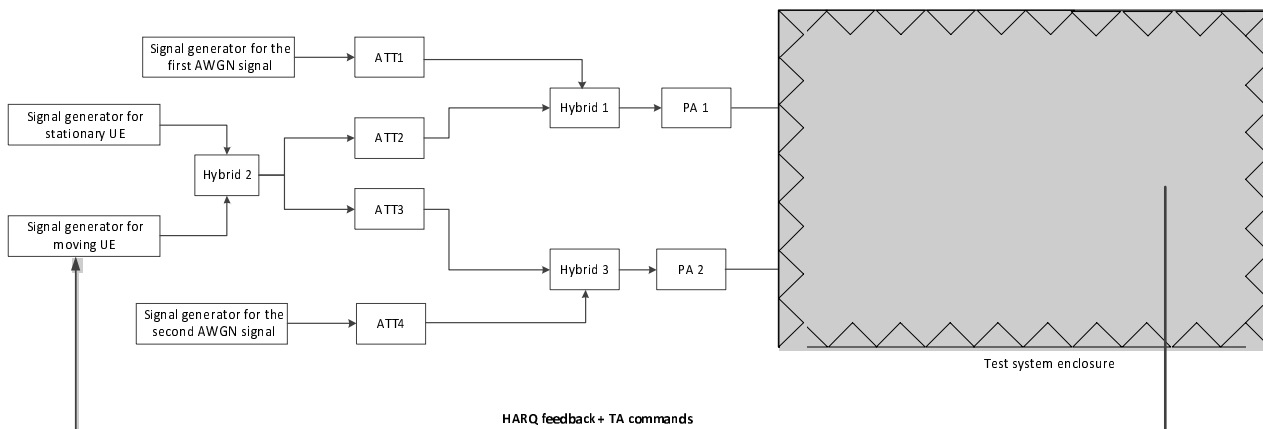 Signal generator for the
first AWGN signal
ATT1
Signal generator for
stationary UE
Hybrid 1
PA 1
ATT2
Hybrid 2
ATT3
Signal generator for
moving UE
Hybrid 3
PA 2
Signal generator for the
second AWGN signal
ATT4
Test system enclosure
HARQ feedback + TA commands